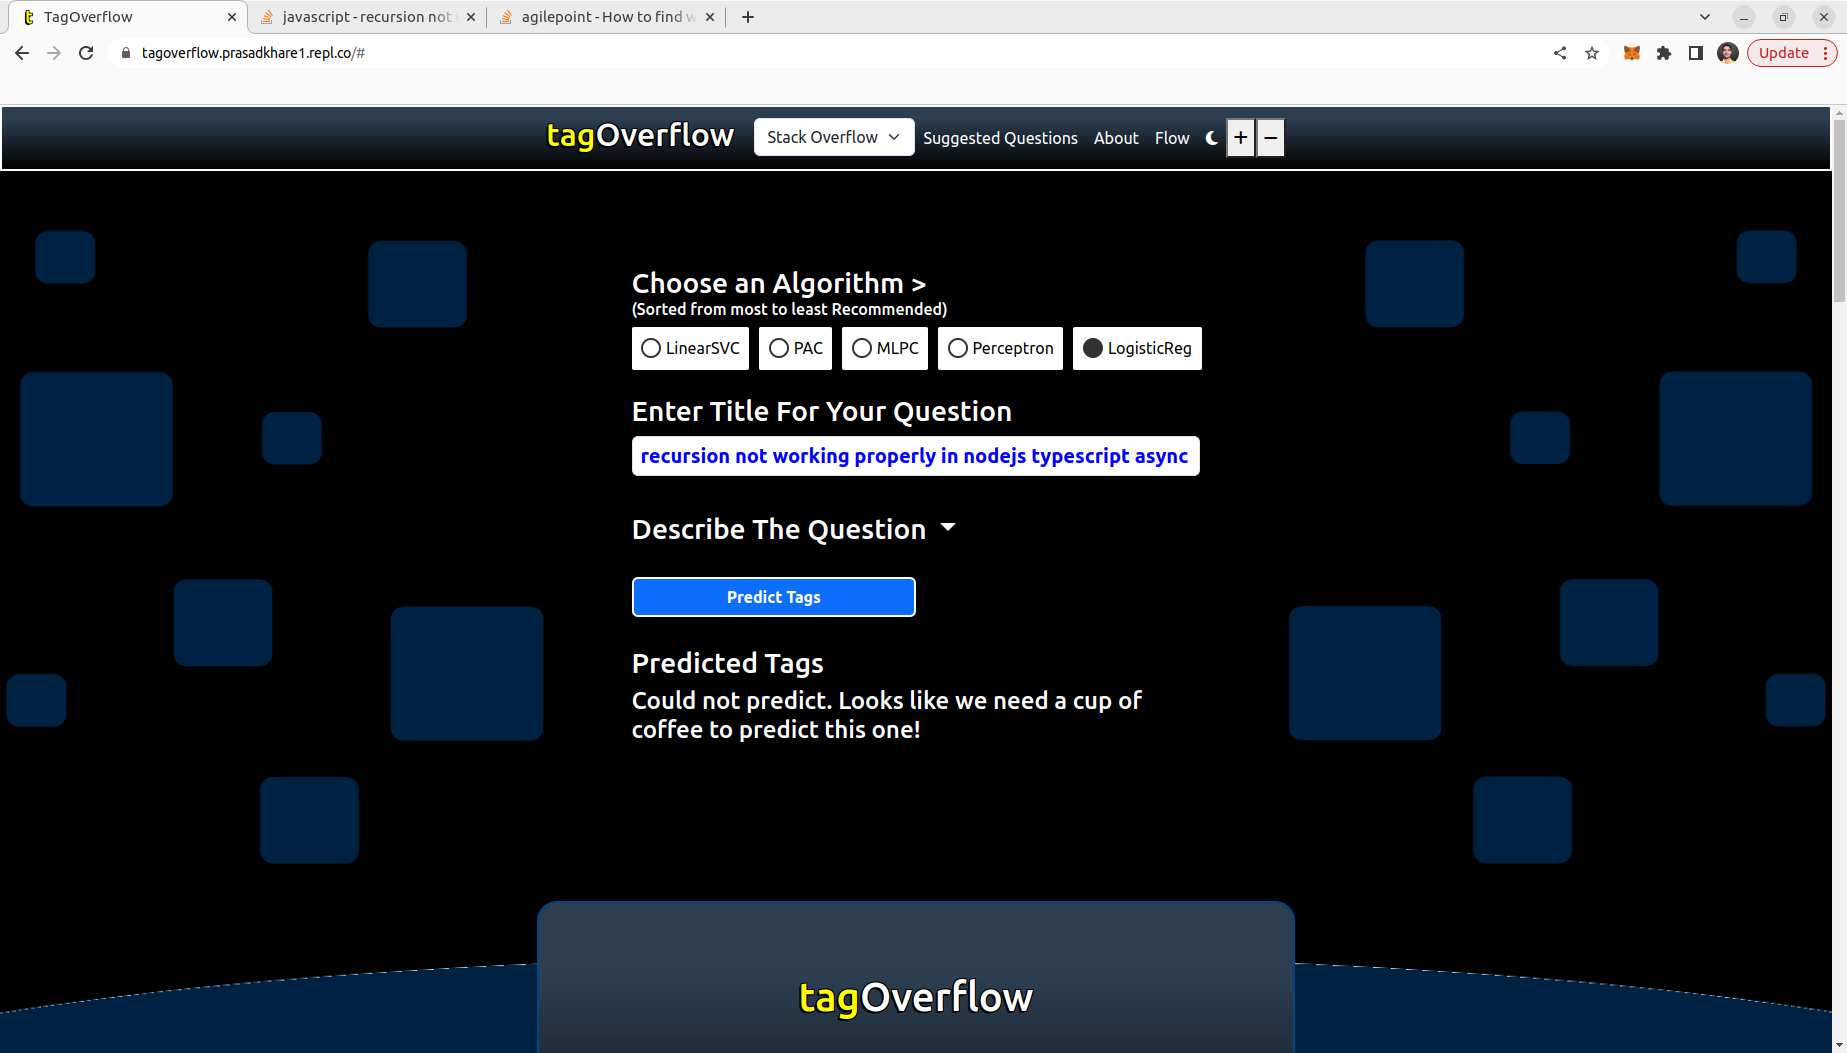 TagOverflow
javascript - recursion not
agilepoint - How to find w
tagoverflow.prasadkhare1.repl.co/#
Update
tagOverflow
Stack Overflow
Suggested Questions
About
Flow
+
−
Choose an Algorithm >
(Sorted from most to least Recommended)
LinearSVC
PAC
MLPC
Perceptron
LogisticReg
Enter Title For Your Question
recursion not working properly in nodejs typescript async
Describe The Question
Predict Tags
Predicted Tags
Could not predict. Looks like we need a cup of
coffee to predict this one!
tagOverflow